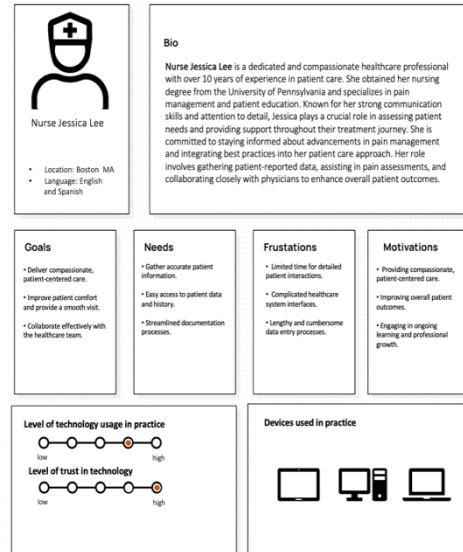 Nurse Jessica Lee
• Location: Boston MA
• Language: English
and Spanish
Bio
Nurse Jessica Lee is a dedicated and compassionate healthcare professional
with over 10 years of experience in patient care. She obtained her nursing
degree from the University of Pennsylvania and specializes in pain
management and patient education. Known for her strong communication
skills and attention to detail, Jessica plays a crucial role in assessing patient
needs and providing support throughout their treatment journey. She is
committed to staying informed about advancements in pain management
and integrating best practices into her patient care approach. Her role
involves gathering patient-reported data, assisting in pain assessments, and
collaborating closely with physicians to enhance overall patient outcomes.
Goals
• Deliver compassionate,
patient-centered care.
• Improve patient comfort
and provide a smooth visit.
• Collaborate effectively with
the healthcare team.
Needs
• Gather accurate patient
information.
• Easy access to patient data
and history.
• Streamlined documentation
processes.
Frustations
• Limited time for detailed
patient interactions.
• Complicated healthcare
system interfaces.
• Lengthy and cumbersome
data entry processes.
Motivations
• Providing compassionate,
patient-centered care.
• Improving overall patient
outcomes.
• Engaging in ongoing
learning and professional
growth.
Level of technology usage in practice
low high
Level of trust in technology
low high
Devices used in practice